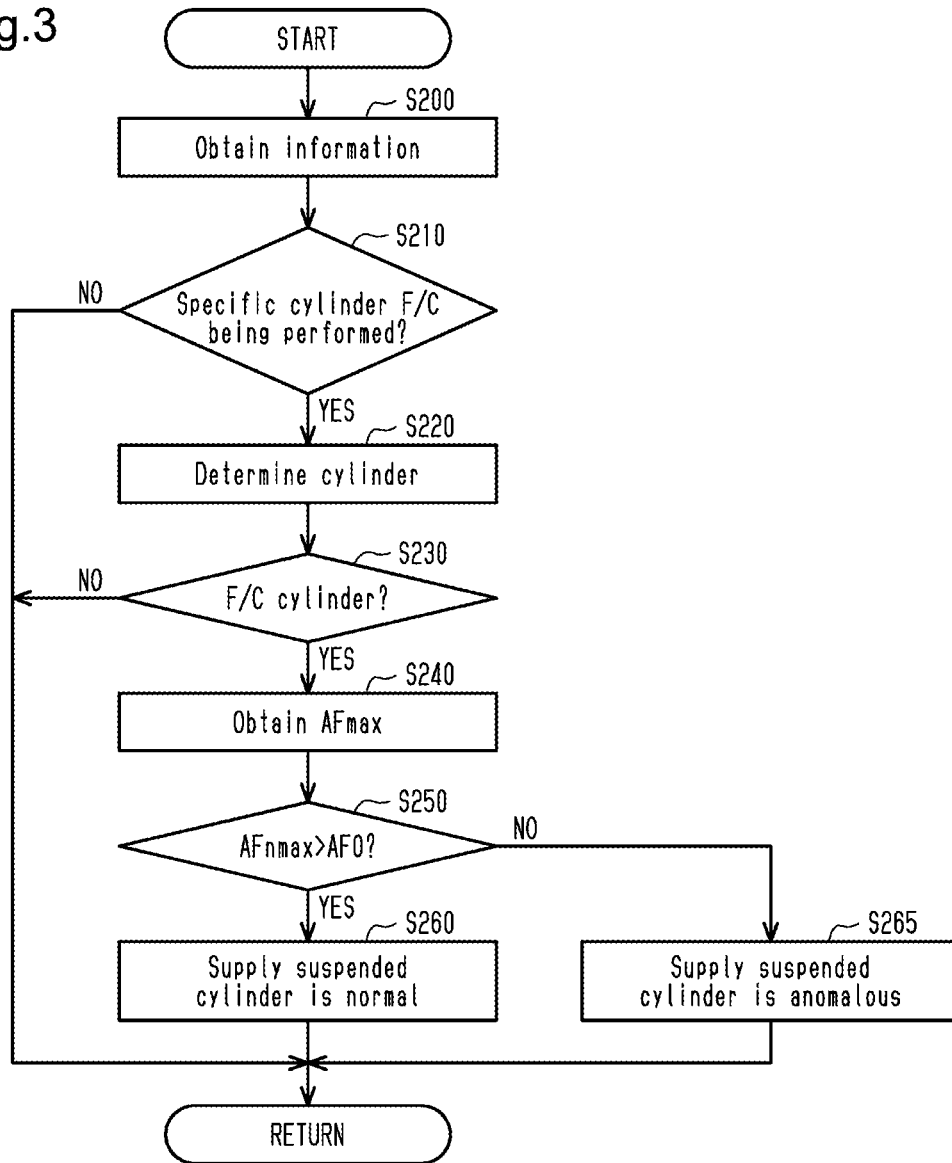 g.3
START
S200
Obtain information
S210
Specific cylinder F/C
being performed?
NO
YES
S220
Determine cylinder
S230
F/C cylinder?
NO
YES
S240
Obtain AFmax
S250
AFnmax>AF0?
NO
YES
S260
Supply suspended
cylinder is normal
S265
Supply suspended
cylinder is anomalous
RETURN